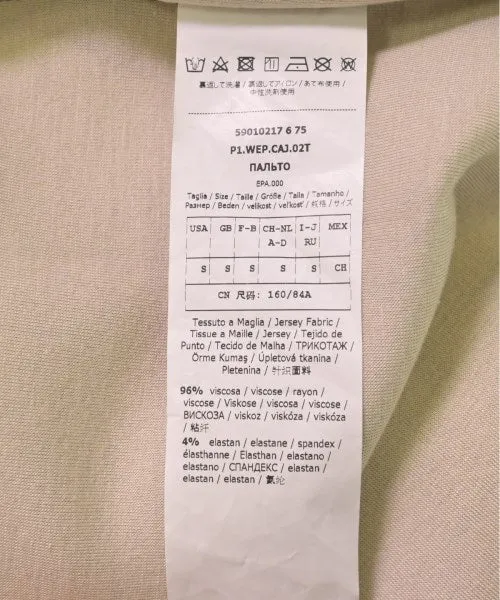 裏返して洗濯 / 裏返してアイロン / あて布使用 /
中性洗剤使用
59010217 6 75
P1.WEP.CAJ.02T
ПАЛЬТО
EPA.000
Taglia / Size / Taille / Größe / Talla / Tamanho /
Размер / Beden / velikost / veľkosť / 规格 / サイズ
USA GB F-B CH-NL I-J MEX
A-D RU
S S S S S CH
CN 尺码: 160/84A
Tessuto a Maglia / Jersey Fabric /
Tissue a Maille / Jersey / Tejido de
Punto / Tecido de Malha / ТРИКОТАЖ /
Örme Kumaş / Úpletová tkanina /
Pletenina / 针织面料
96% viscosa / viscose / rayon /
viscose / Viskose / viscosa / viscose /
ВИСКОЗА / viskoz / viskóza / viskóza
/ 粘纤
4% elastan / elastane / spandex /
élasthanne / Elasthan / elastano /
elastano / СПАНДЕКС / elastan /
elastan / elastan / 氨纶